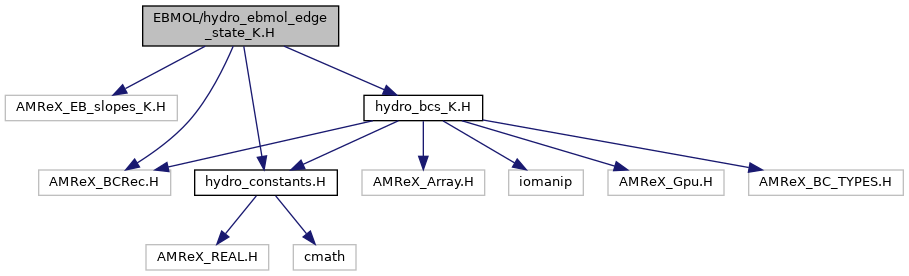 EBMOL/hydro_ebmol_edge
_state_K.H
AMReX_EB_slopes_K.H
hydro_bcs_K.H
AMReX_BCRec.H
hydro_constants.H
AMReX_Array.H
iomanip
AMReX_Gpu.H
AMReX_BC_TYPES.H
AMReX_REAL.H
cmath